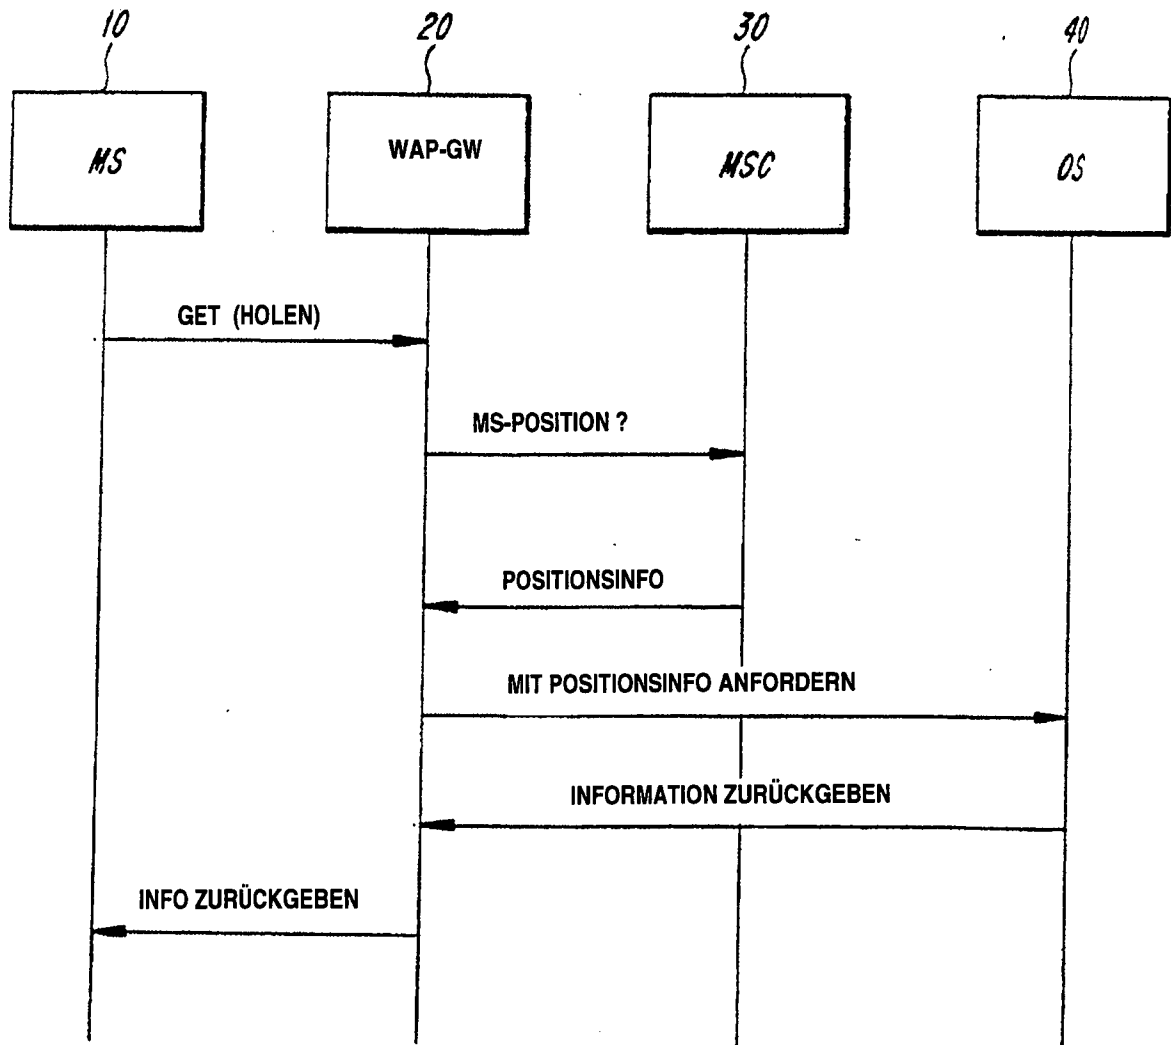 10 20 30 40
MS WAP-GW MSC OS
GET (HOLEN)
MS-POSITION ?
POSITIONSINFO
MIT POSITIONSINFO ANFORDERN
INFORMATION ZURÜCKGEBEN
INFO ZURÜCKGEBEN